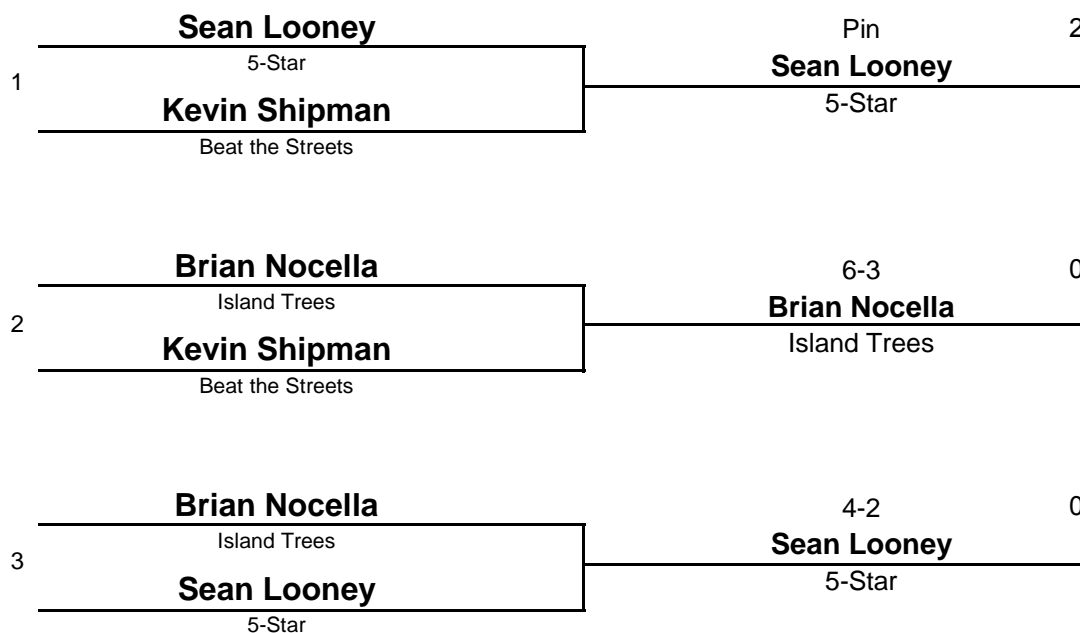 Sean Looney
5-Star
1
Kevin Shipman
Beat the Streets
Pin 2
Sean Looney
5-Star
Brian Nocella
Island Trees
2
Kevin Shipman
Beat the Streets
6-3 0
Brian Nocella
Island Trees
Brian Nocella
Island Trees
3
Sean Looney
5-Star
4-2 0
Sean Looney
5-Star